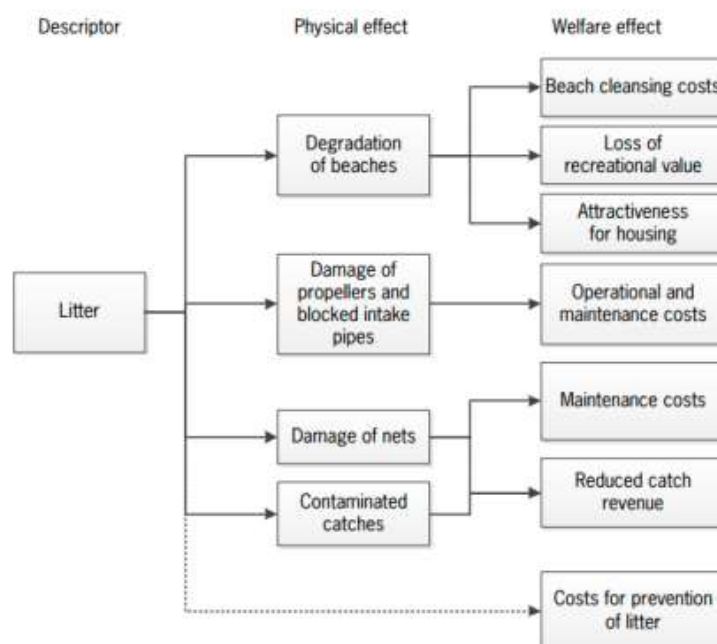 Descriptor
Physical effect
Welfare effect
Litter
Degradation
of beaches
Damage of
propellers and
blocked intake
pipes
Damage of nets
Contaminated
catches
Beach cleansing costs
Loss of
recreational value
Attractiveness
for housing
Operational and
maintenance costs
Maintenance costs
Reduced catch
revenue
Costs for prevention
of litter